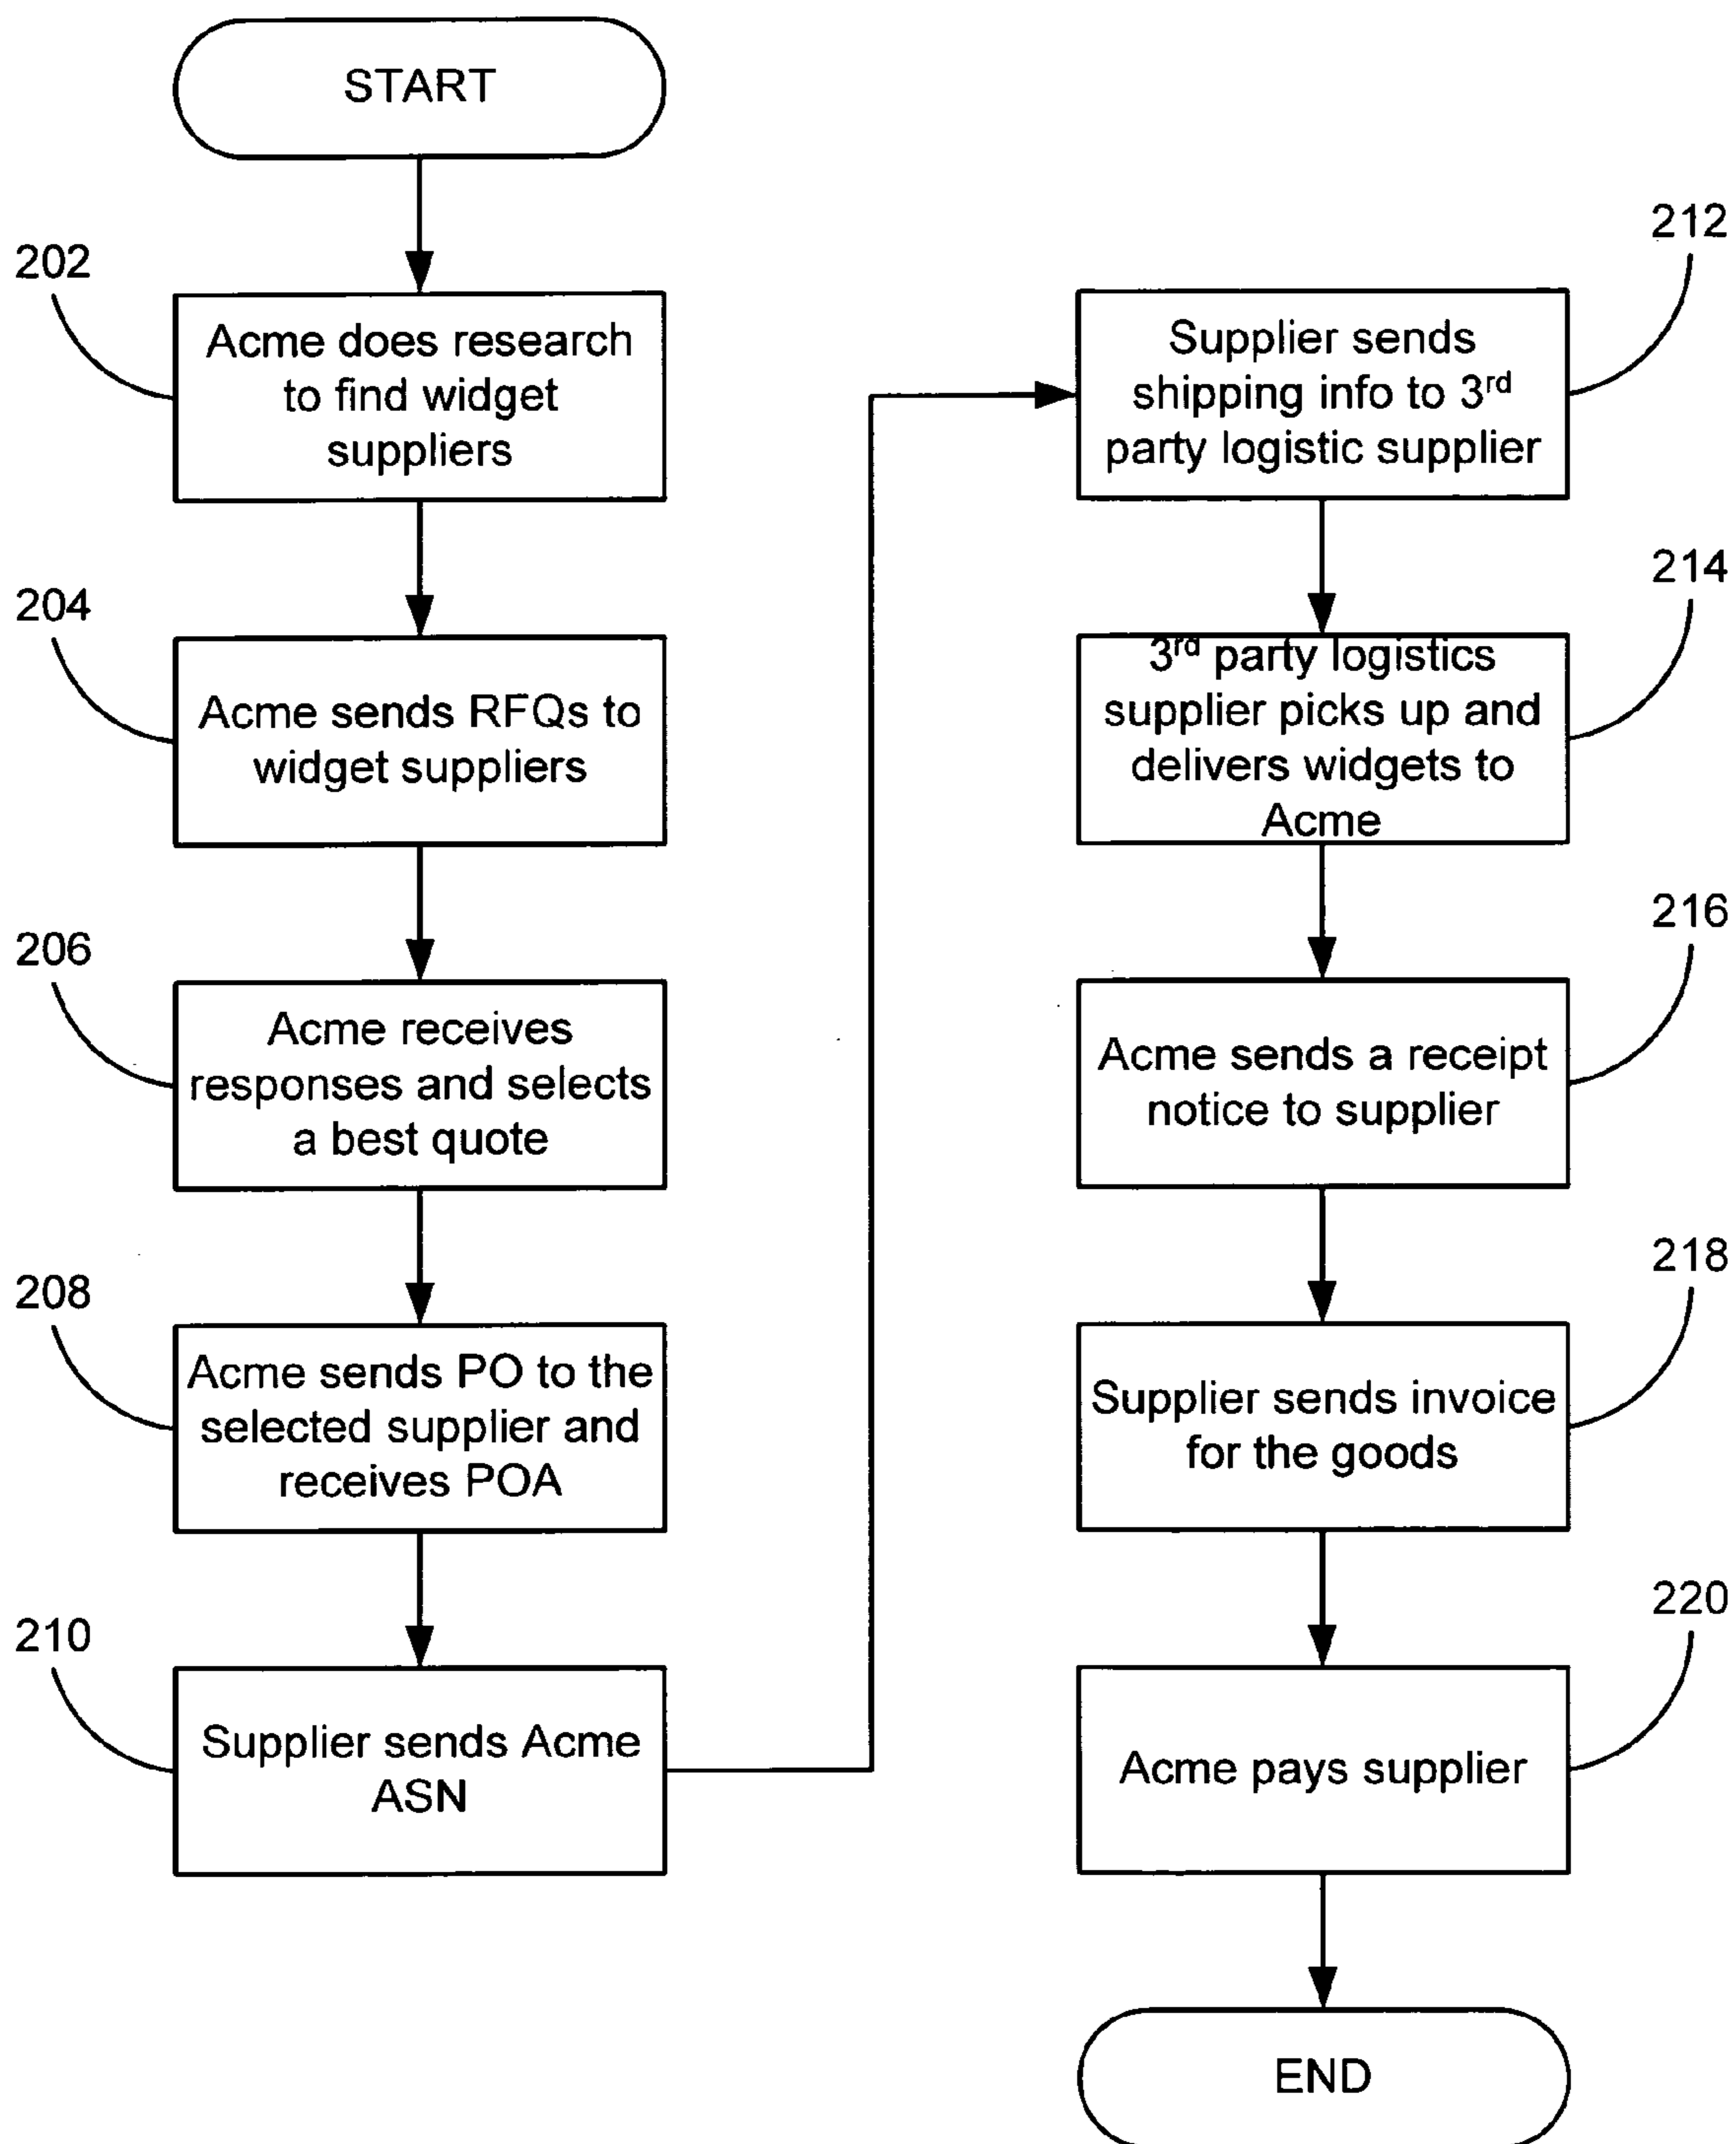 START
202
Acme does research
to find widget
suppliers
204
Acme sends RFQs to
widget suppliers
206
Acme receives
responses and selects
a best quote
208
Acme sends PO to the
selected supplier and
receives POA
210
Supplier sends Acme
ASN
212
Supplier sends
shipping info to 3rd
party logistic supplier
214
3rd party logistics
supplier picks up and
delivers widgets to
Acme
216
Acme sends a receipt
notice to supplier
218
Supplier sends invoice
for the goods
220
Acme pays supplier
END